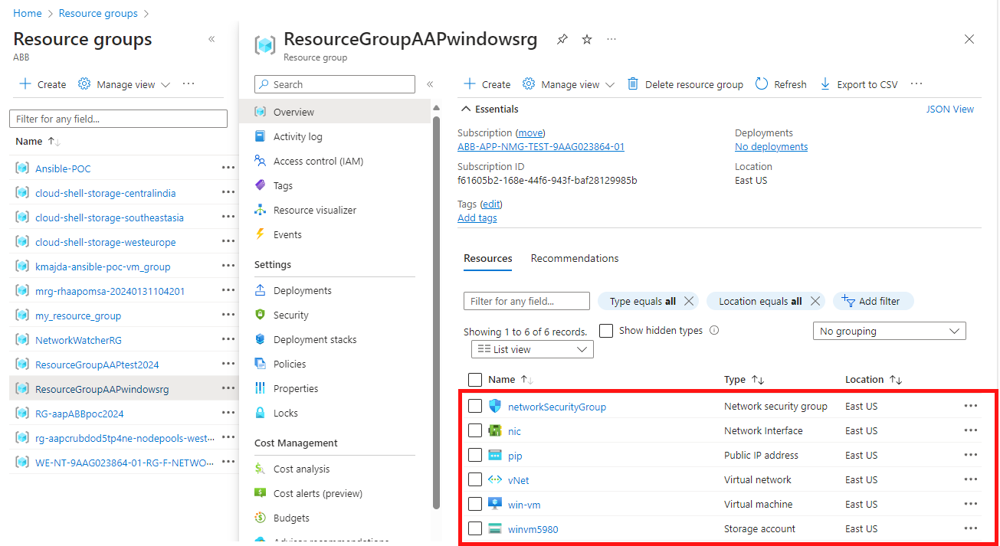 Home > Resource groups >
Resource groups
ABB
Create Manage view ...
Filter for any field...
Name
Ansible-POC
cloud-shell-storage-centralindia
cloud-shell-storage-southeastasia
cloud-shell-storage-westeurope
kmajda-ansible-poc-vm_group
mrg-rhaapomsa-20240131104201
my_resource_group
NetworkWatcherRG
ResourceGroupAAPtest2024
ResourceGroupAAPwindowsrg
RG-aapABBpoc2024
rg-aapcrubdod5tp4ne-nodepools-west...
WE-NT-9AAG023864-01-RG-F-NETWO...
ResourceGroupAAPwindowsrg
Resource group
Search
Overview
Activity log
Access control (IAM)
Tags
Resource visualizer
Events
Settings
Deployments
Security
Deployment stacks
Policies
Properties
Locks
Cost Management
Cost analysis
Cost alerts (preview)
Budgets
Advisor recommendations
Create Manage view Delete resource group Refresh Export to CSV ...
Essentials JSON View
Subscription (move)
ABB-APP-NMG-TEST-9AAG023864-01
Subscription ID
f61605b2-168e-44f6-943f-baf28129985b
Deployments
No deployments
Location
East US
Tags (edit)
Add tags
Resources Recommendations
Filter for any field... Type equals all Location equals all Add filter
Showing 1 to 6 of 6 records. Show hidden types No grouping
List view
Name Type Location
networkSecurityGroup Network security group East US
nic Network Interface East US
pip Public IP address East US
vNet Virtual network East US
win-vm Virtual machine East US
winvm5980 Storage account East US